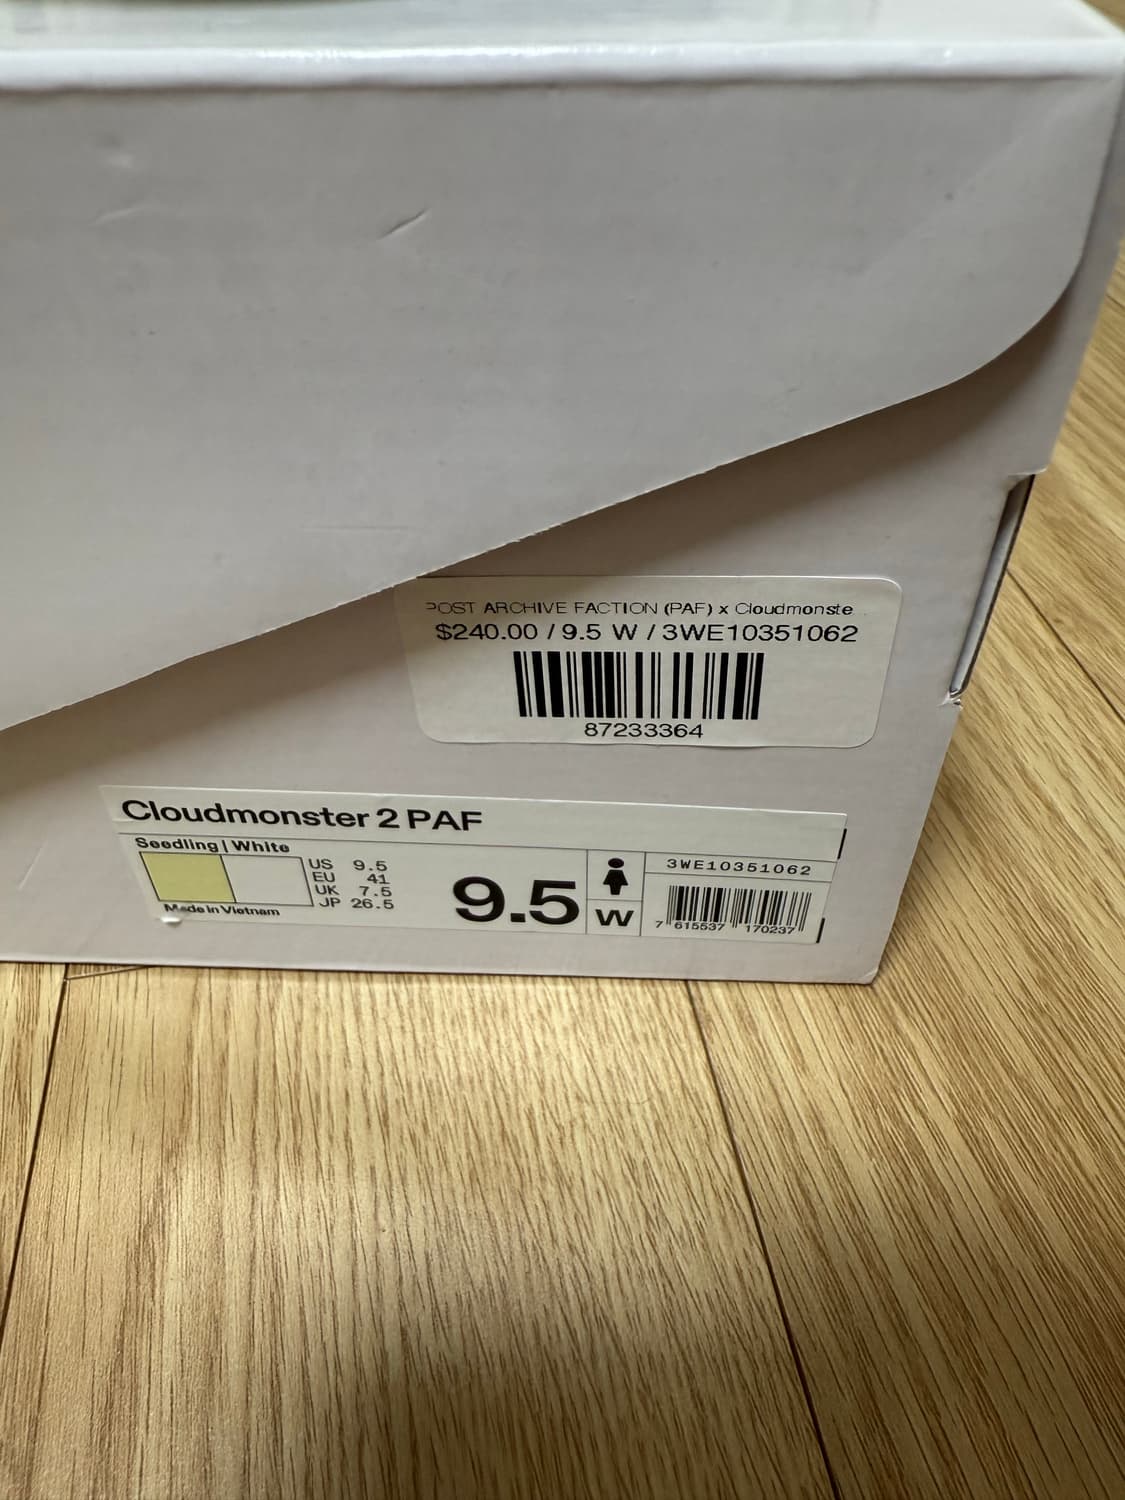 POST ARCHIVE FACTION (PAF) x Cloudmonste
$240.00 / 9.5 W / 3WE10351062
87233364
Cloudmonster 2 PAF
Seedling | White
US 9.5
EU 41
UK 7.5
JP 26.5
Made in Vietnam
9.5
W
3WE10351062
7 615537 170237